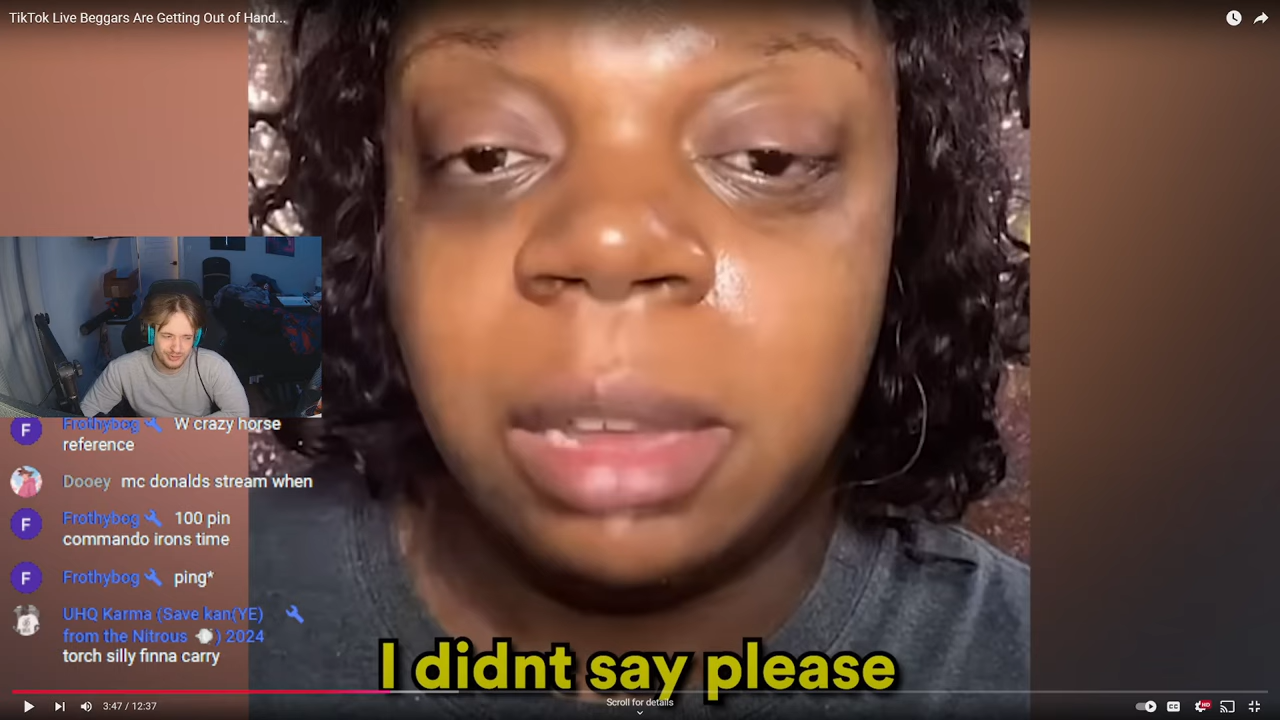 TikTok Live Beggars Are Getting Out of Hand...
Frothybog W crazy horse
reference
Dooey mc donalds stream when
F Frothybog 100 pin
commando irons time
F Frothybog ping*
UHQ Karma (Save kan(YE)
from the Nitrous ) 2024
torch silly finna carry
I didnt say please
Scroll for details
3:47 / 12:37
CC
HD